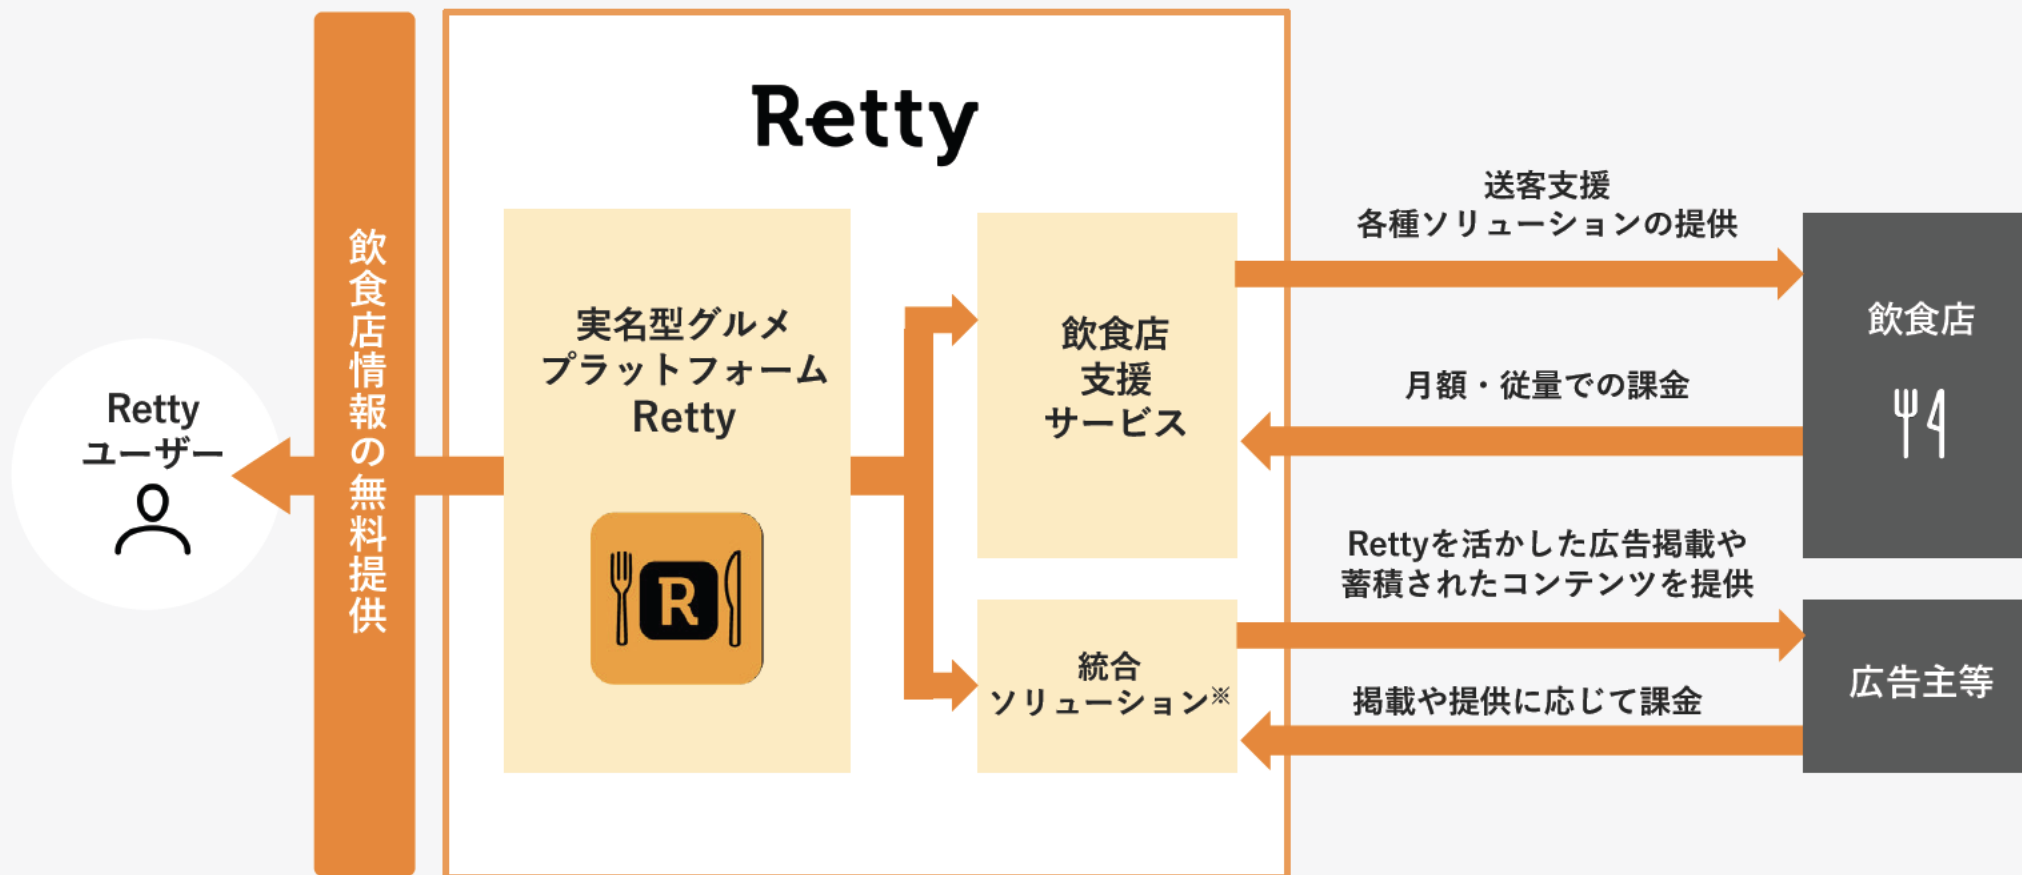 Retty
ユーザー
飲食店情報の無料提供
Retty
実名型グルメ
プラットフォーム
Retty
R
飲食店
支援
サービス
統合
ソリューション※
送客支援
各種ソリューションの提供
月額・従量での課金
Rettyを活かした広告掲載や
蓄積されたコンテンツを提供
掲載や提供に応じて課金
飲食店
広告主等